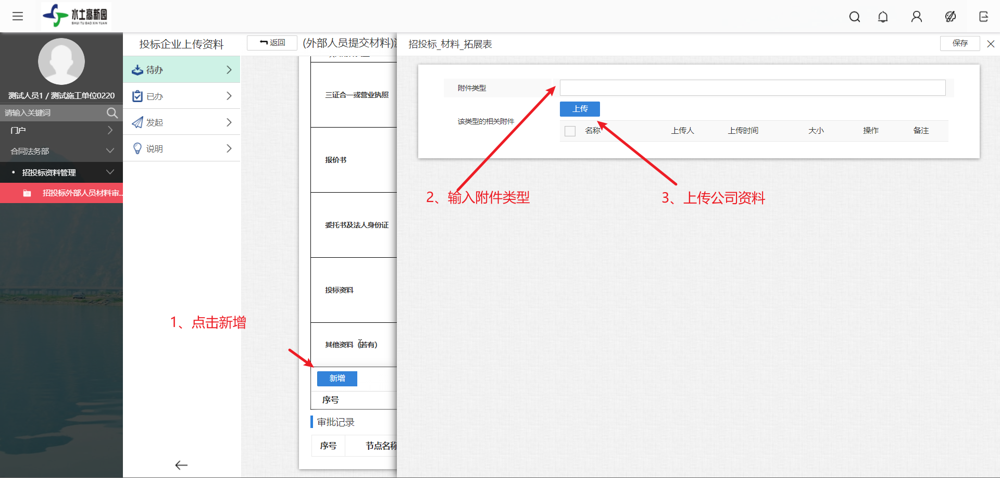 水土高新园
SHUI TU GAO XIN YUAN
测试人员1 / 测试施工单位0220
请输入关键词
门户
合同法务部
招投标资料管理
招投标外部人员材料审...
投标企业上传资料
待办
已办
发起
说明
返回
(外部人员提交材料)
三证合一或营业执照
报价书
委托书及法人身份证
投标资料
其他资料（若有）
1、点击新增
新增
序号
审批记录
序号
节点名称
招投标_材料_拓展表
保存
附件类型
上传
该类型的相关附件
名称
上传人
上传时间
大小
操作
备注
2、输入附件类型
3、上传公司资料